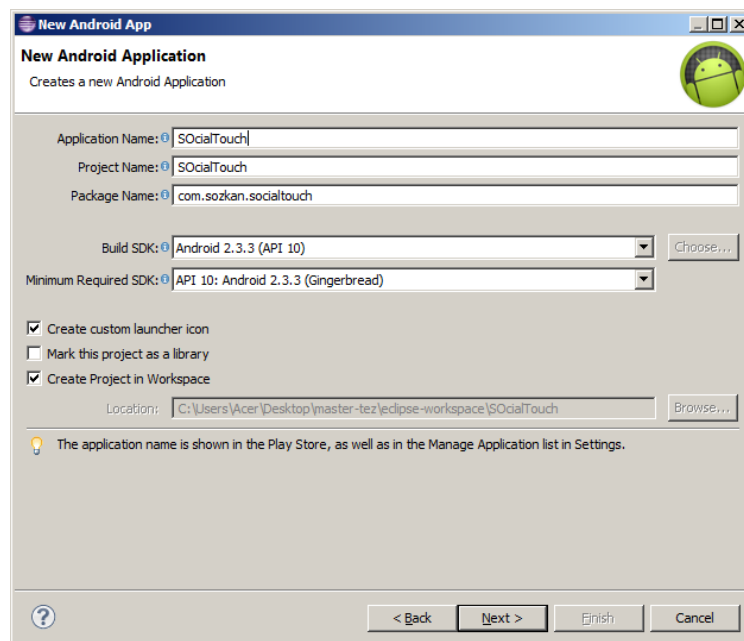 New Android App
New Android Application
Creates a new Android Application
Application Name: SOcialTouch
Project Name: SOcialTouch
Package Name: com.sozkan.socialtouch
Build SDK: Android 2.3.3 (API 10) Choose...
Minimum Required SDK: API 10: Android 2.3.3 (Gingerbread)
Create custom launcher icon
Mark this project as a library
Create Project in Workspace
Location: C:\Users\Acer\Desktop\master-tez\eclipse-workspace\SOcialTouch Browse...
The application name is shown in the Play Store, as well as in the Manage Application list in Settings.
? < Back Next > Finish Cancel